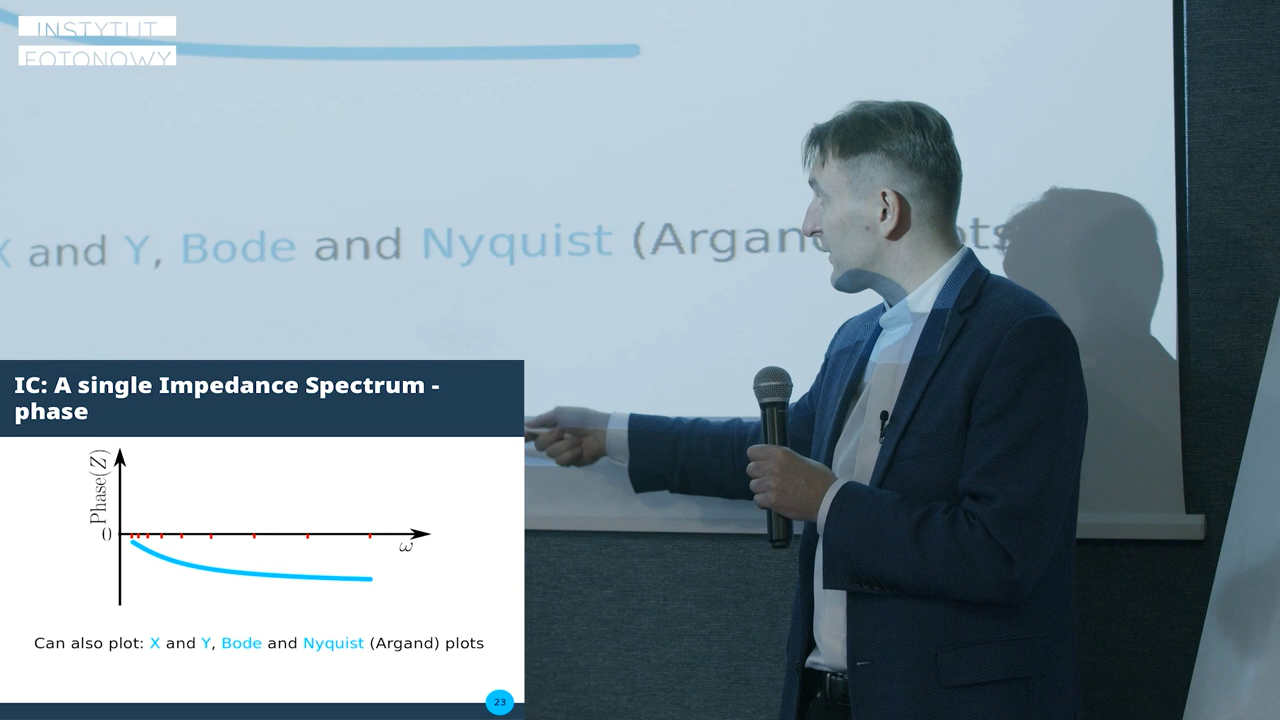 INSTYTUT
FOTONOWY
X and Y, Bode and Nyquist (Argand) plots
IC: A single Impedance Spectrum -
phase
Phase(Z)
0
ω
Can also plot: X and Y, Bode and Nyquist (Argand) plots
23